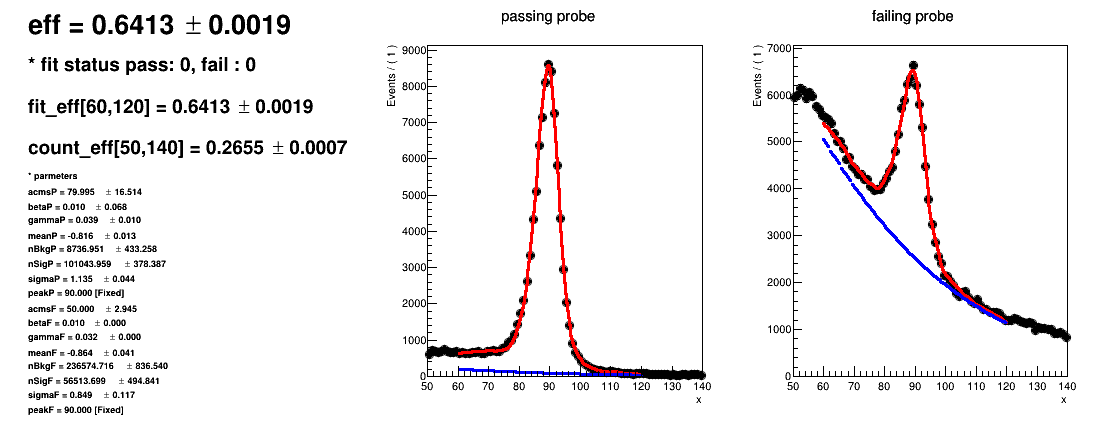 eff = 0.6413 ± 0.0019
* fit status pass: 0, fail : 0
fit_eff[60,120] = 0.6413 ± 0.0019
count_eff[50,140] = 0.2655 ± 0.0007
* parmeters
acmsP = 79.995 ± 16.514
betaP = 0.010 ± 0.068
gammaP = 0.039 ± 0.010
meanP = -0.816 ± 0.013
nBkgP = 8736.951 ± 433.258
nSigP = 101043.959 ± 378.387
sigmaP = 1.135 ± 0.044
peakP = 90.000 [Fixed]
acmsF = 50.000 ± 2.945
betaF = 0.010 ± 0.000
gammaF = 0.032 ± 0.000
meanF = -0.864 ± 0.041
nBkgF = 236574.716 ± 836.540
nSigF = 56513.699 ± 494.841
sigmaF = 0.849 ± 0.117
peakF = 90.000 [Fixed]
passing probe
Events / ( 1 )
9000
8000
7000
6000
5000
4000
3000
2000
1000
0
50 60 70 80 90 100 110 120 130 140
x
failing probe
Events / ( 1 )
7000
6000
5000
4000
3000
2000
1000
0
50 60 70 80 90 100 110 120 130 140
x